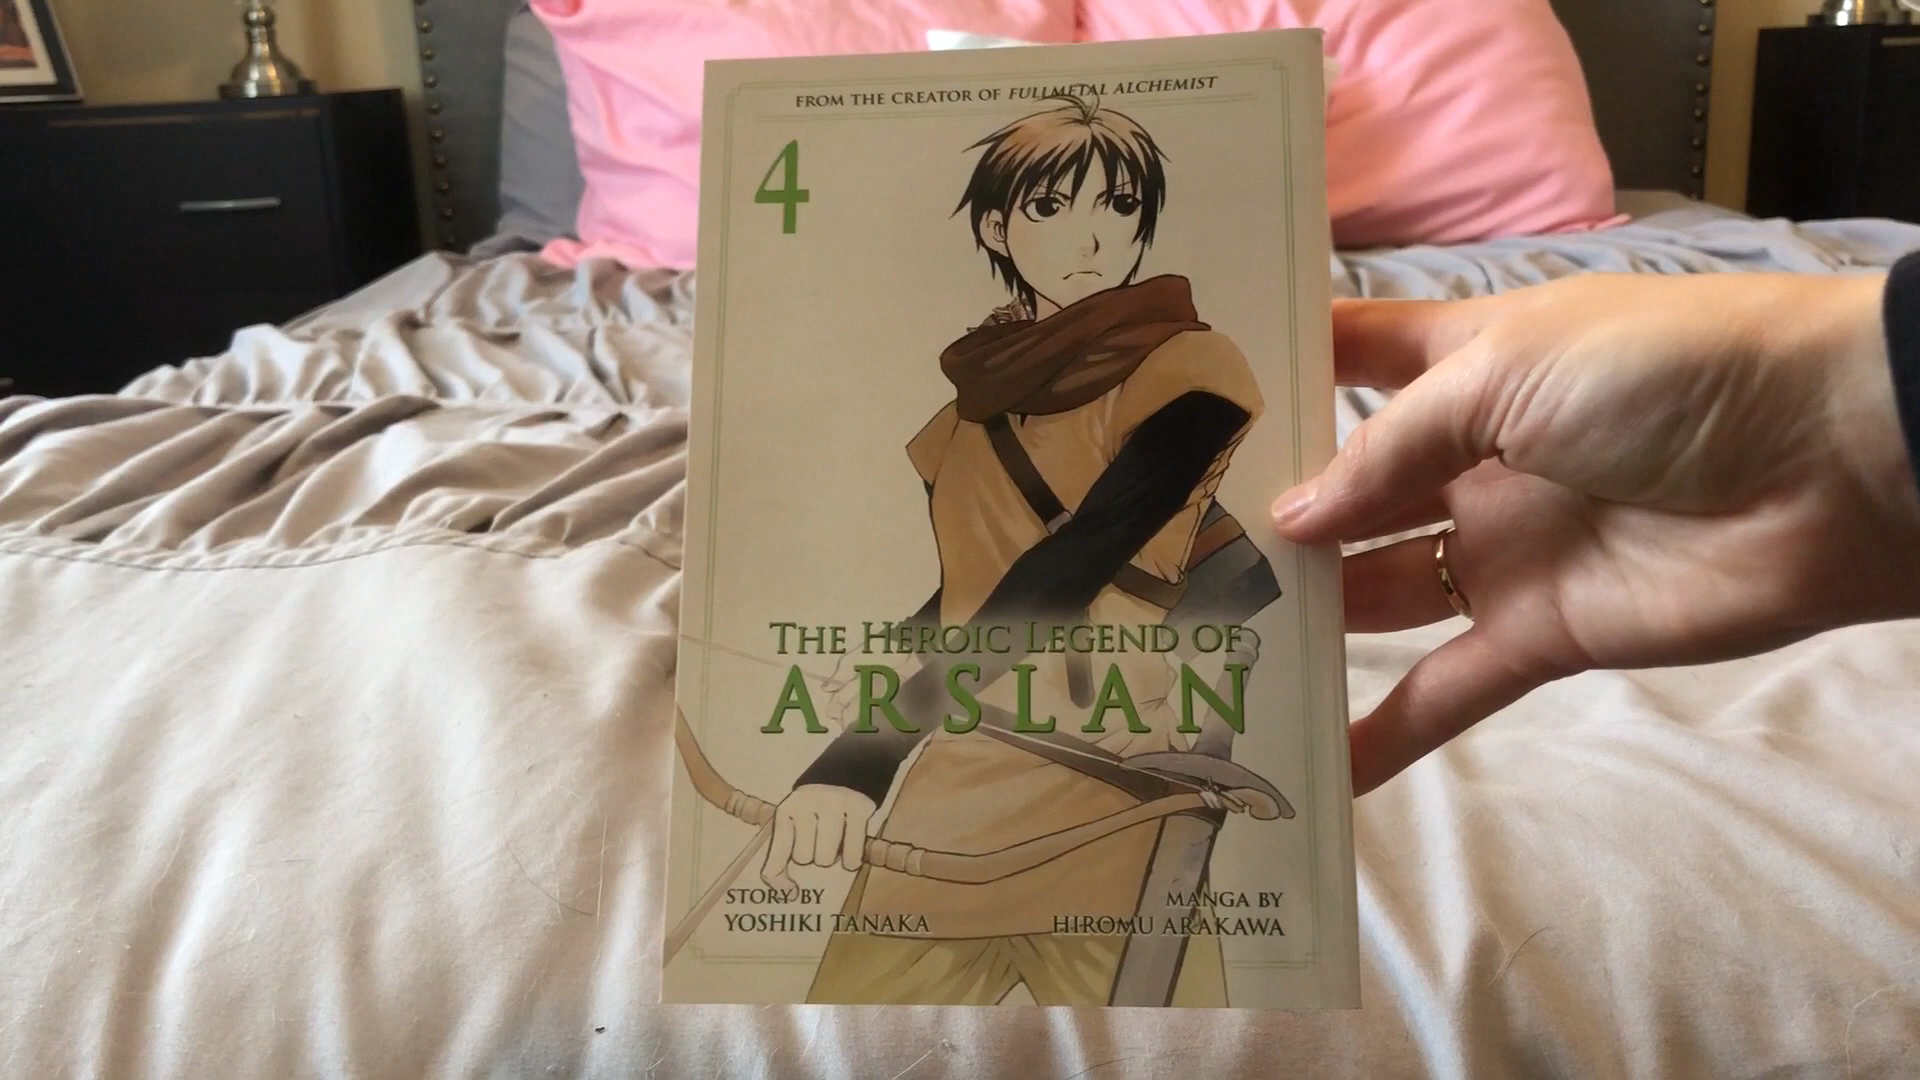 FROM THE CREATOR OF FULLMETAL ALCHEMIST
4
THE HEROIC LEGEND OF
ARSLAN
STORY BY
YOSHIKI TANAKA
MANGA BY
HIROMU ARAKAWA